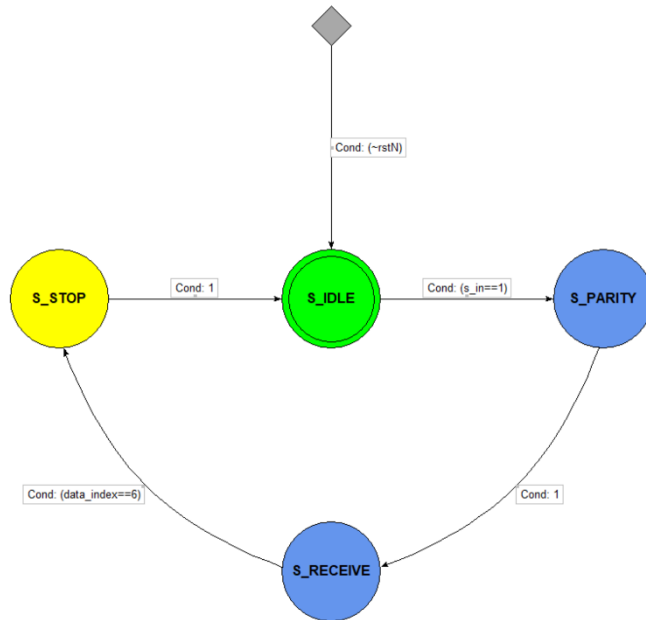 Cond: (~rstN)
S_STOP
Cond: 1
S_IDLE
Cond: (s_in==1)
S_PARITY
Cond: (data_index==6)
Cond: 1
S_RECEIVE